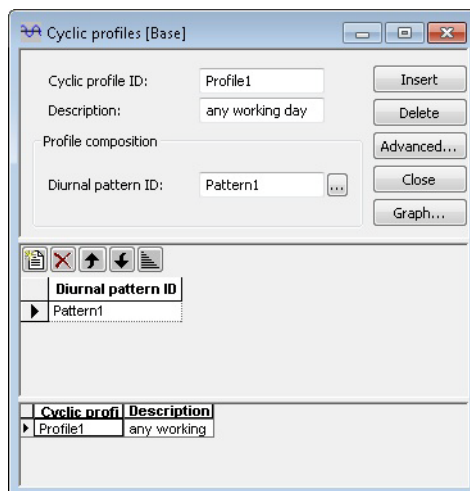 Cyclic profiles [Base]
Cyclic profile ID: Profile1 Insert
Description: any working day Delete
Profile composition Advanced...
Diurnal pattern ID: Pattern1 ... Close
Graph...
Diurnal pattern ID
Pattern1
Cyclic profi Description
Profile1 any working